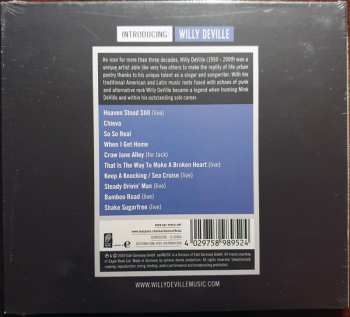 INTRODUCING WILLY DEVILLE
An icon for more than three decades, Willy DeVille (1950 - 2009) was a
unique artist able like very few others to make the reality of life urban
poetry thanks to his unique talent as a singer and songwriter. With his
traditional American and Latin music roots fused with echoes of punk
and alternative rock Willy DeVille became a legend when fronting Mink
DeVille and within his outstanding solo career.
Heaven Stood Still (live)
Chieva
So So Real
When I Get Home
Crow Jane Alley (for Jack)
That Is The Way To Make A Broken Heart (live)
Keep A Knocking / Sea Cruise (live)
Steady Drivin' Man (live)
Bamboo Road (live)
Shake Sugarfree (live)
4 029758 989524
WWW.WILLYDEVILLEMUSIC.COM